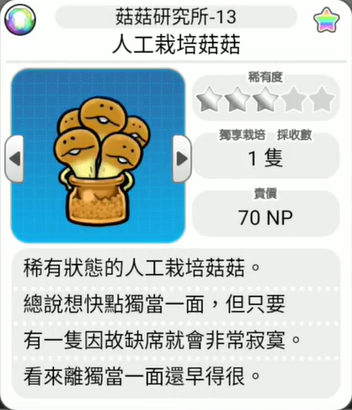 菇菇研究所-13
人工栽培菇菇
稀有度
獨享栽培 採收數
1 隻
賣價
70 NP
稀有狀態的人工栽培菇菇。
總說想快點獨當一面，但只要
有一隻因故缺席就會非常寂寞。
看來離獨當一面還早得很。